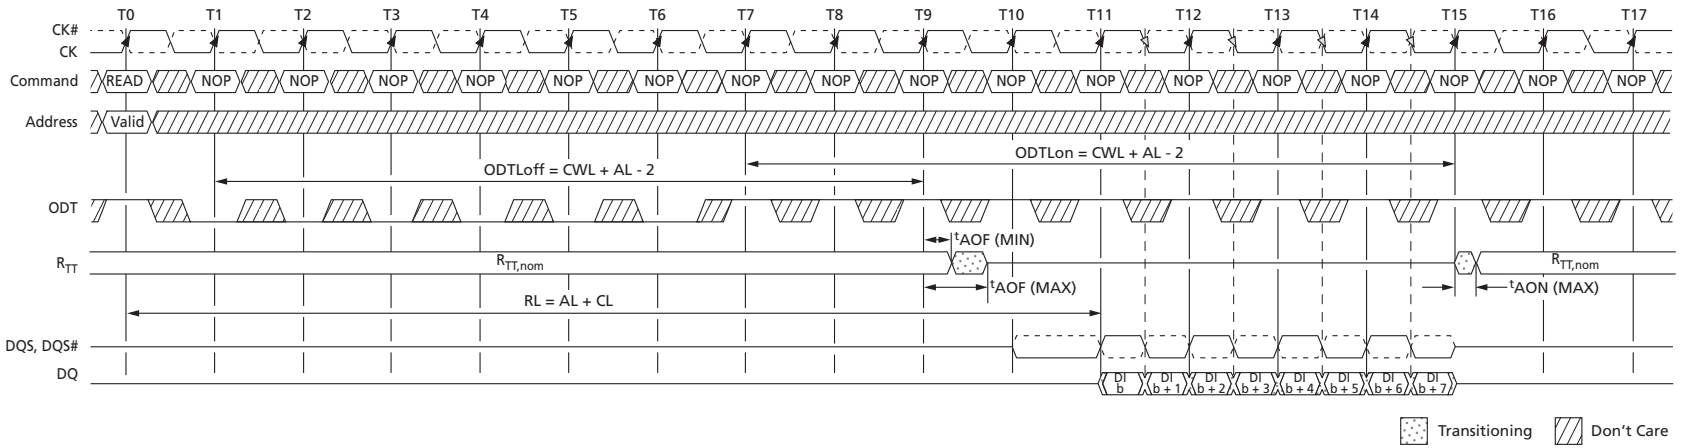 T0 T1 T2 T3 T4 T5 T6 T7 T8 T9 T10 T11 T12 T13 T14 T15 T16 T17
CK#
CK
Command READ NOP NOP NOP NOP NOP NOP NOP NOP NOP NOP NOP NOP NOP NOP NOP NOP NOP
Address Valid
ODTLon = CWL + AL - 2
ODTLoff = CWL + AL - 2
ODT
tAOF (MIN)
RTT RTT,nom RTT,nom
tAOF (MAX) tAON (MAX)
RL = AL + CL
DQS, DQS#
DQ
DI DI DI DI DI DI DI DI
b b + 1 b + 2 b + 3 b + 4 b + 5 b + 6 b + 7
Transitioning Don't Care